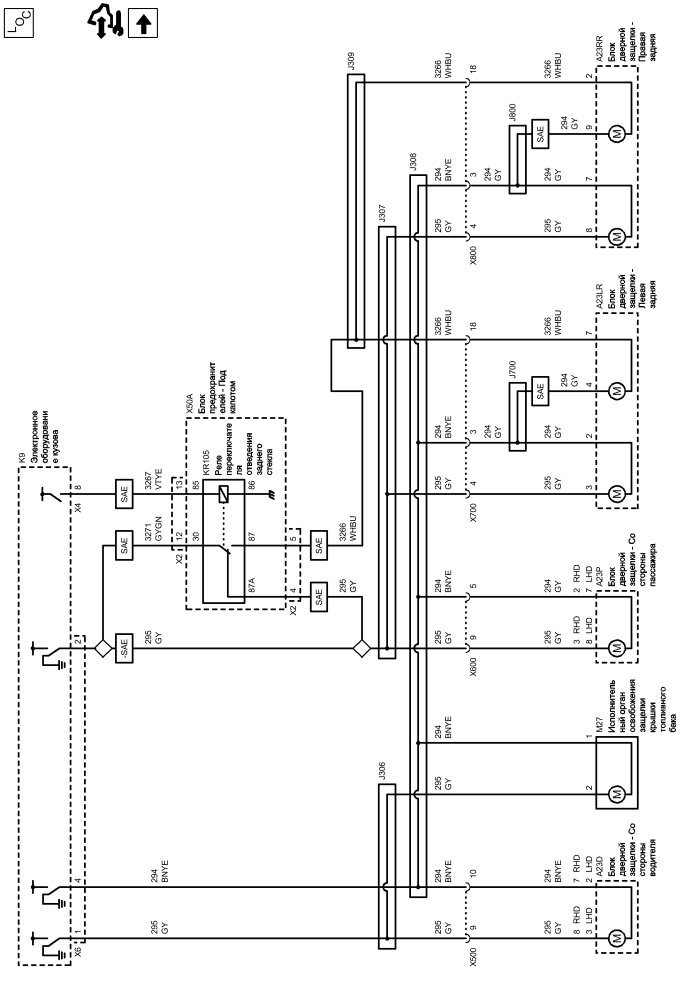 LOC
K9
Электронное
оборудовани
е кузова
X6
1
4
2
X4
8
295
GY
294
BNYE
-SAE
SAE
SAE
295
GY
3271
GYGN
3267
VTYE
X50A
Блок
предохранит
елей - Под
капотом
X2
12
13
KR105
Реле
переключате
ля
отведения
заднего
стекла
30
85
87A
87
86
X2
4
5
SAE
SAE
295
GY
3266
WHBU
J306
J307
J308
J309
295
GY
294
BNYE
295
GY
294
BNYE
295
GY
294
BNYE
295
GY
294
BNYE
3266
WHBU
295
GY
294
BNYE
3266
WHBU
X500
9
10
X600
9
5
X700
4
3
18
X800
4
3
18
294
GY
J700
SAE
294
GY
294
GY
J800
SAE
294
GY
295
GY
294
BNYE
295
GY
294
GY
295
GY
294
GY
3266
WHBU
295
GY
294
GY
3266
WHBU
8 RHD
3 LHD
7 RHD
2 LHD
M
A23D
Блок
дверной
защелки - Со
стороны
водителя
2
1
M
M27
Исполнитель
ный орган
освобождения
защелки
крышки
топливного
бака
3 RHD
8 LHD
2 RHD
7 LHD
M
A23P
Блок
дверной
защелки - Со
стороны
пассажира
3
2
4
7
M
M
A23LR
Блок
дверной
защелки -
Левая
задняя
8
7
9
2
M
M
A23RR
Блок
дверной
защелки -
Правая
задняя